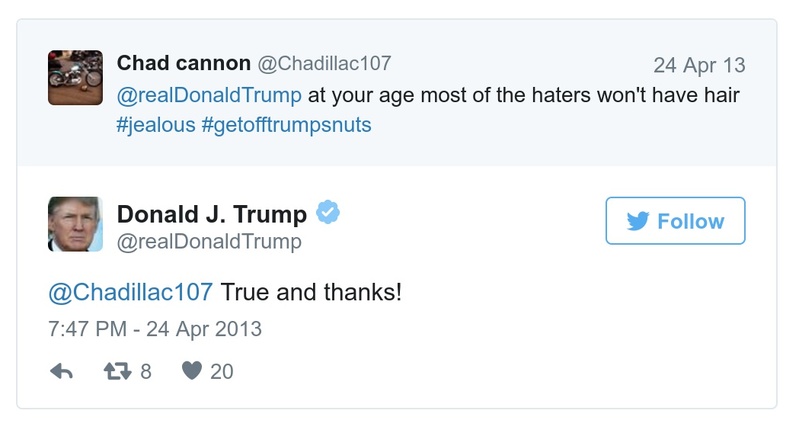 Chad cannon @Chadillac107 24 Apr 13
@realDonaldTrump at your age most of the haters won't have hair
#jealous #getofftrumpsnuts
Donald J. Trump
@realDonaldTrump
Follow
@Chadillac107 True and thanks!
7:47 PM - 24 Apr 2013
8 20